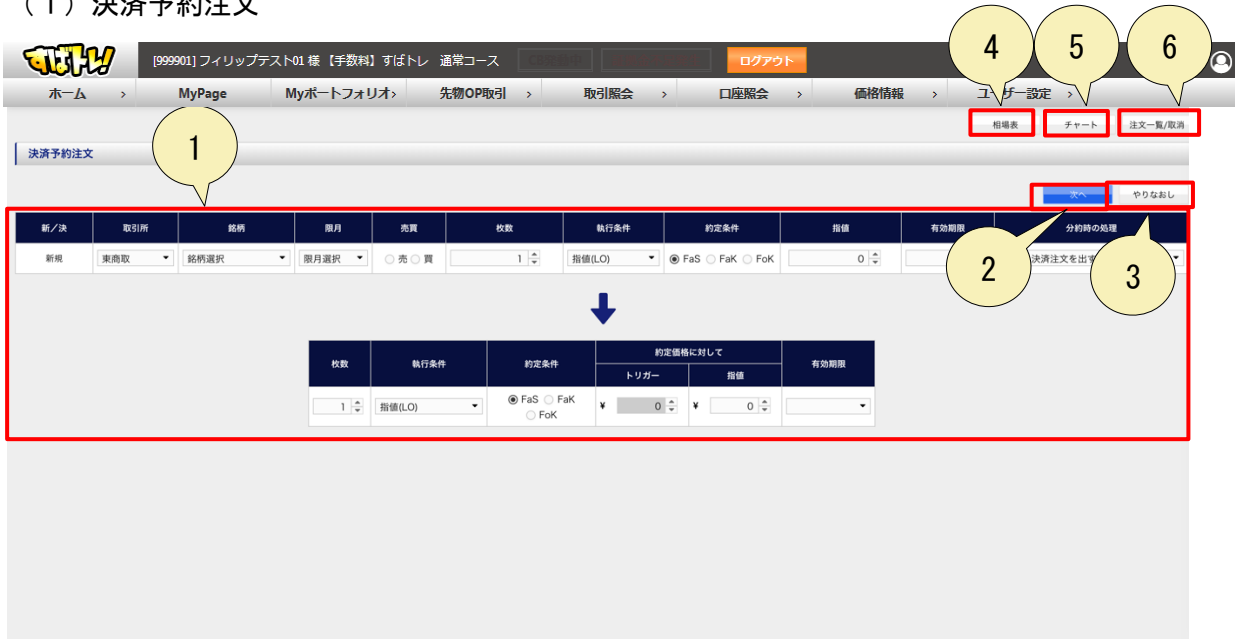 （１）決済予約注文
すばトレ! [999901] フィリップテスト01 様 【手数料】すばトレ 通常コース ログアウト
4 5 6
ホーム > MyPage Myポートフォリオ> 先物OP取引 > 取引照会 > 口座照会 > 価格情報 > ユーザー設定 >
相場表 チャート 注文一覧/取消
1
決済予約注文
次へ やりなおし
新／決 取引所 銘柄 限月 売買 枚数 執行条件 約定条件 指値 有効期限 分約時の処理
新規 東商取 銘柄選択 限月選択 売 買 1 指値(LO) FaS FaK FoK 0 決済注文を出す
2 3
枚数 執行条件 約定条件 約定価格に対して 有効期限
トリガー 指値
1 指値(LO) FaS FaK FoK ¥ 0 ¥ 0